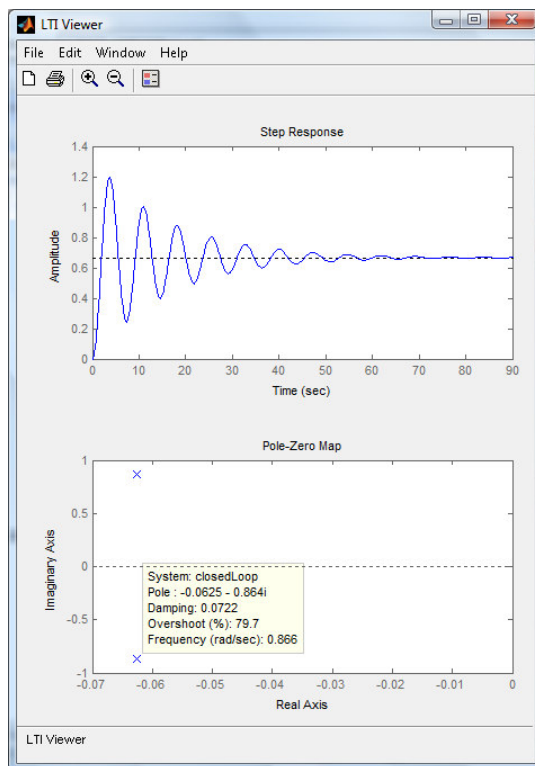 LTI Viewer
File Edit Window Help
Step Response
1.4
1.2
1
0.8
0.6
0.4
0.2
0
Amplitude
0 10 20 30 40 50 60 70 80 90
Time (sec)
Pole-Zero Map
1
0.5
0
-0.5
-1
Imaginary Axis
System: closedLoop
Pole : -0.0625 - 0.864i
Damping: 0.0722
Overshoot (%): 79.7
Frequency (rad/sec): 0.866
-0.07 -0.06 -0.05 -0.04 -0.03 -0.02 -0.01 0
Real Axis
LTI Viewer